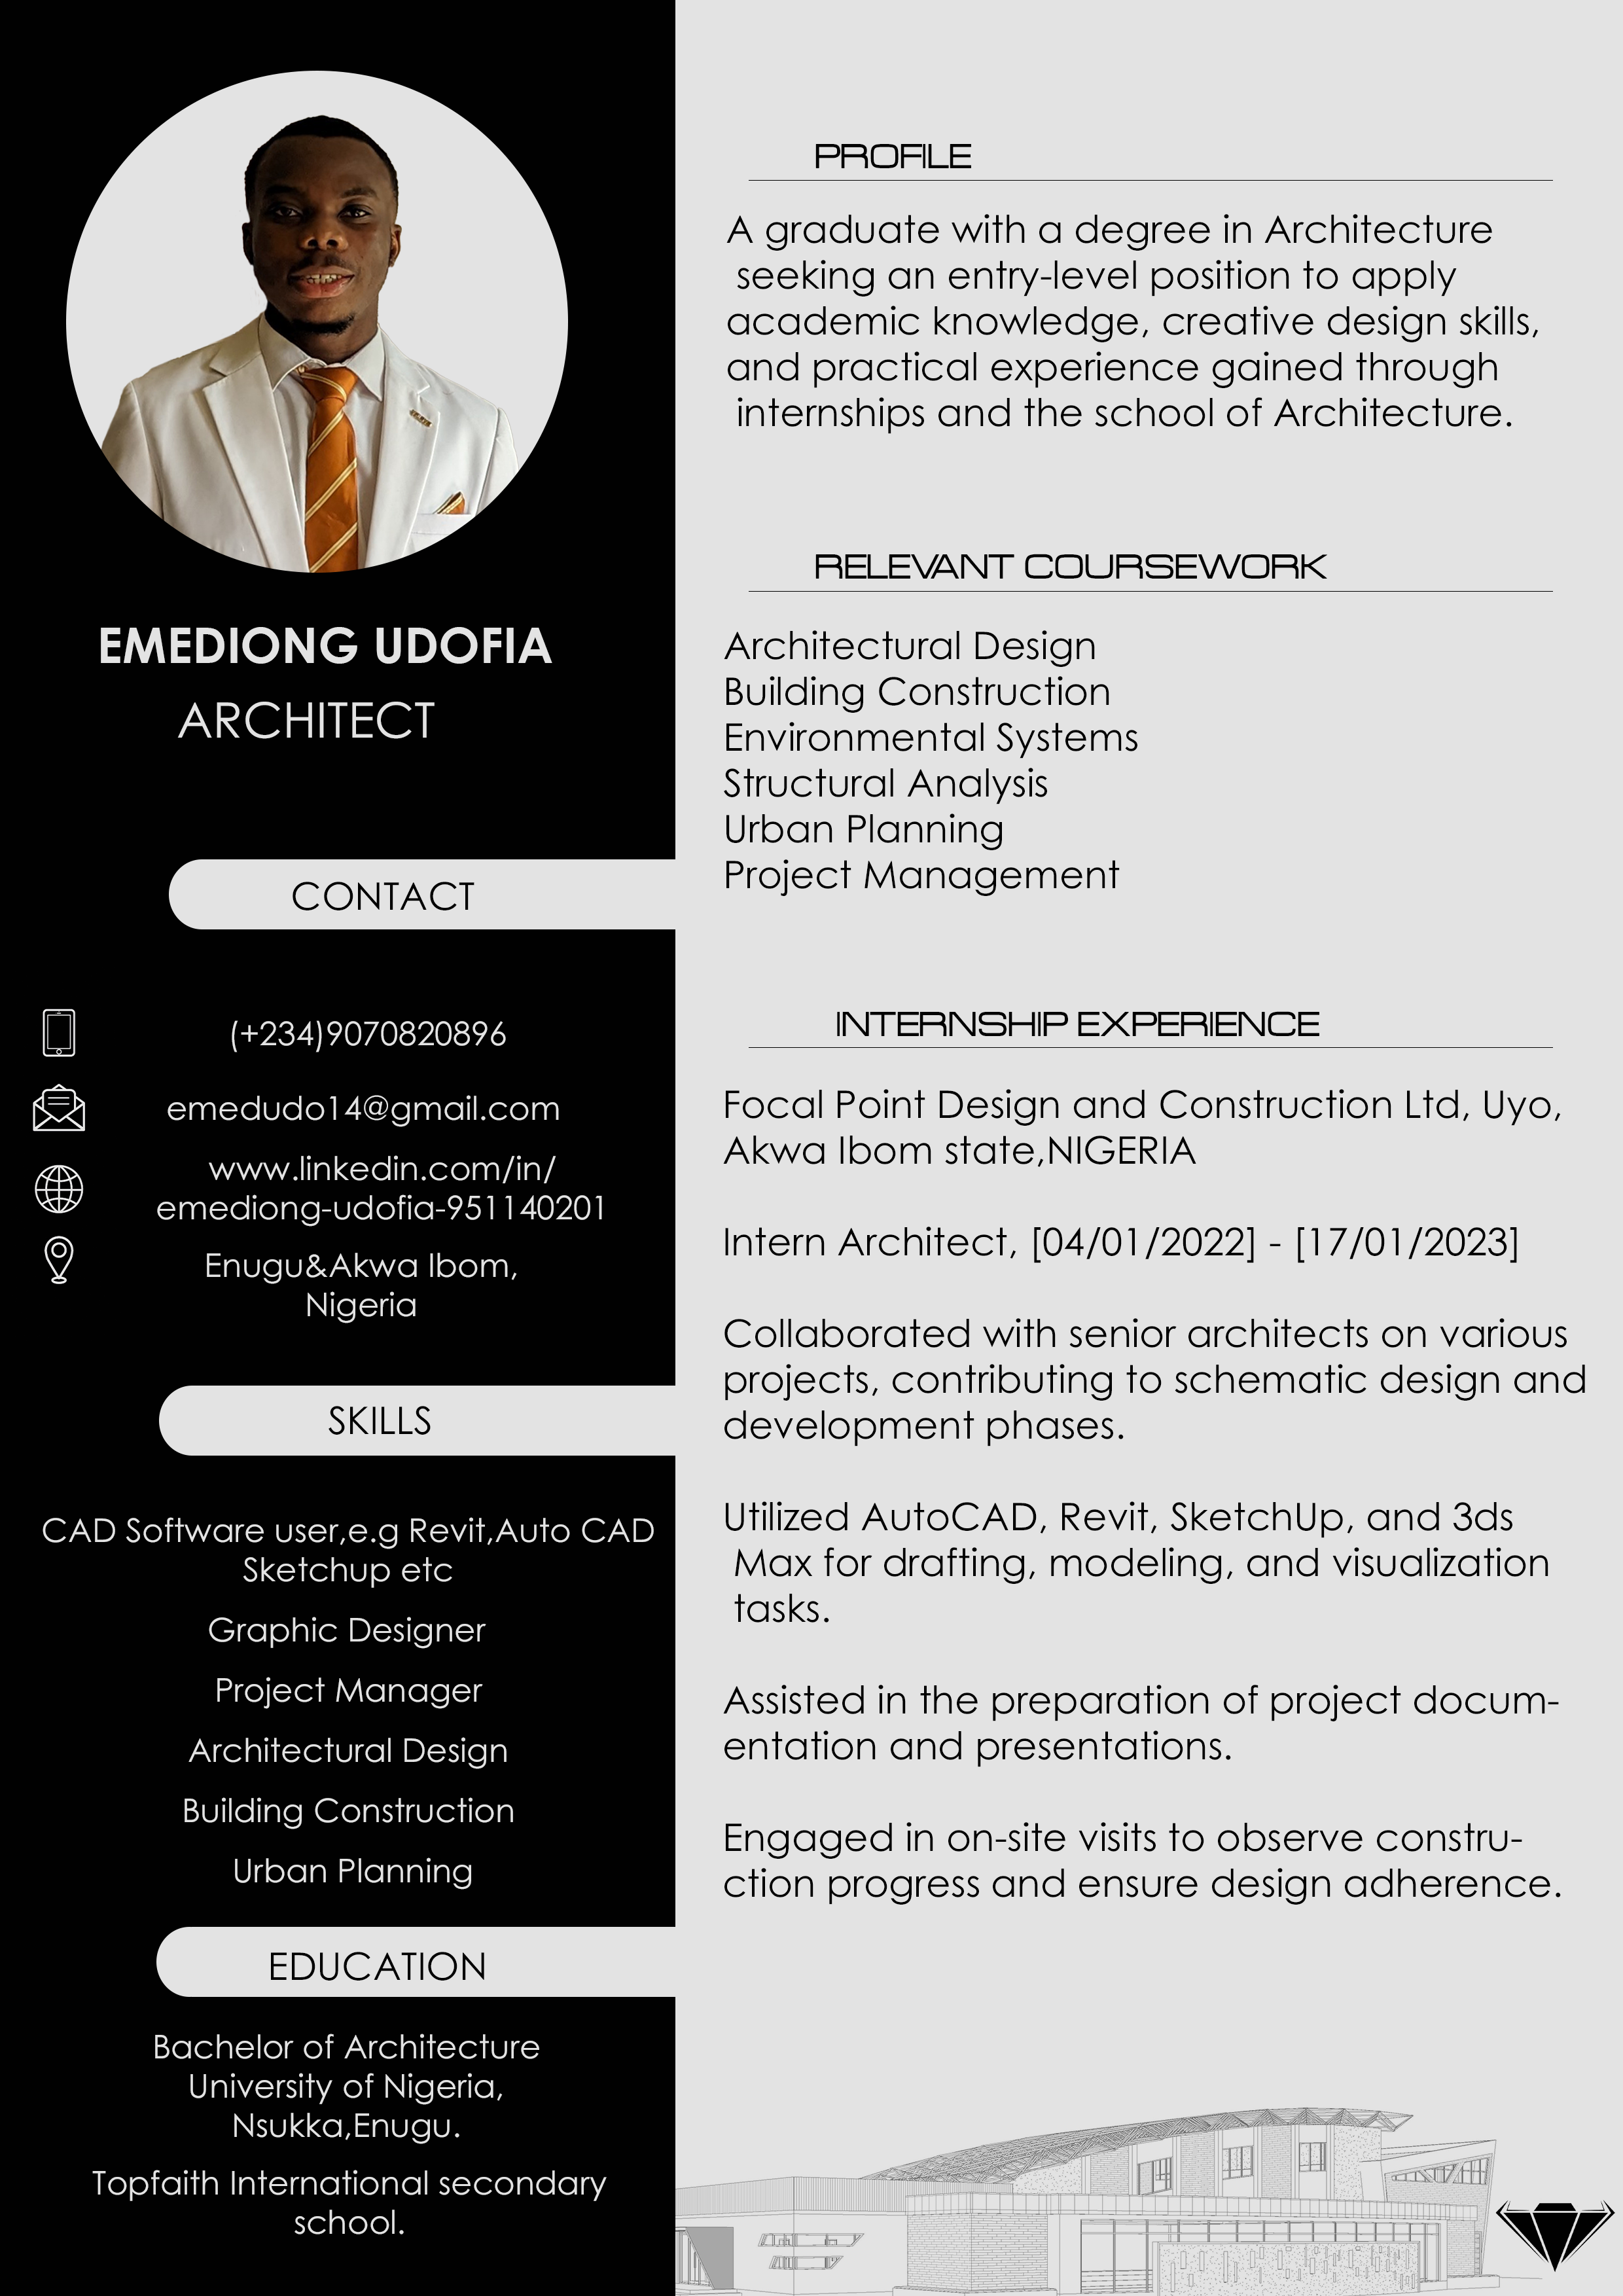 EMEDIONG UDOFIA
ARCHITECT
CONTACT
(+234)9070820896
emedudo14@gmail.com
www.linkedin.com/in/
emediong-udofia-951140201
Enugu&Akwa Ibom,
Nigeria
SKILLS
CAD Software user,e.g Revit,Auto CAD
Sketchup etc
Graphic Designer
Project Manager
Architectural Design
Building Construction
Urban Planning
EDUCATION
Bachelor of Architecture
University of Nigeria,
Nsukka,Enugu.
Topfaith International secondary
school.
PROFILE
A graduate with a degree in Architecture
seeking an entry-level position to apply
academic knowledge, creative design skills,
and practical experience gained through
internships and the school of Architecture.
RELEVANT COURSEWORK
Architectural Design
Building Construction
Environmental Systems
Structural Analysis
Urban Planning
Project Management
INTERNSHIP EXPERIENCE
Focal Point Design and Construction Ltd, Uyo,
Akwa Ibom state,NIGERIA
Intern Architect, [04/01/2022] - [17/01/2023]
Collaborated with senior architects on various
projects, contributing to schematic design and
development phases.
Utilized AutoCAD, Revit, SketchUp, and 3ds
Max for drafting, modeling, and visualization
tasks.
Assisted in the preparation of project docum-
entation and presentations.
Engaged in on-site visits to observe constru-
ction progress and ensure design adherence.